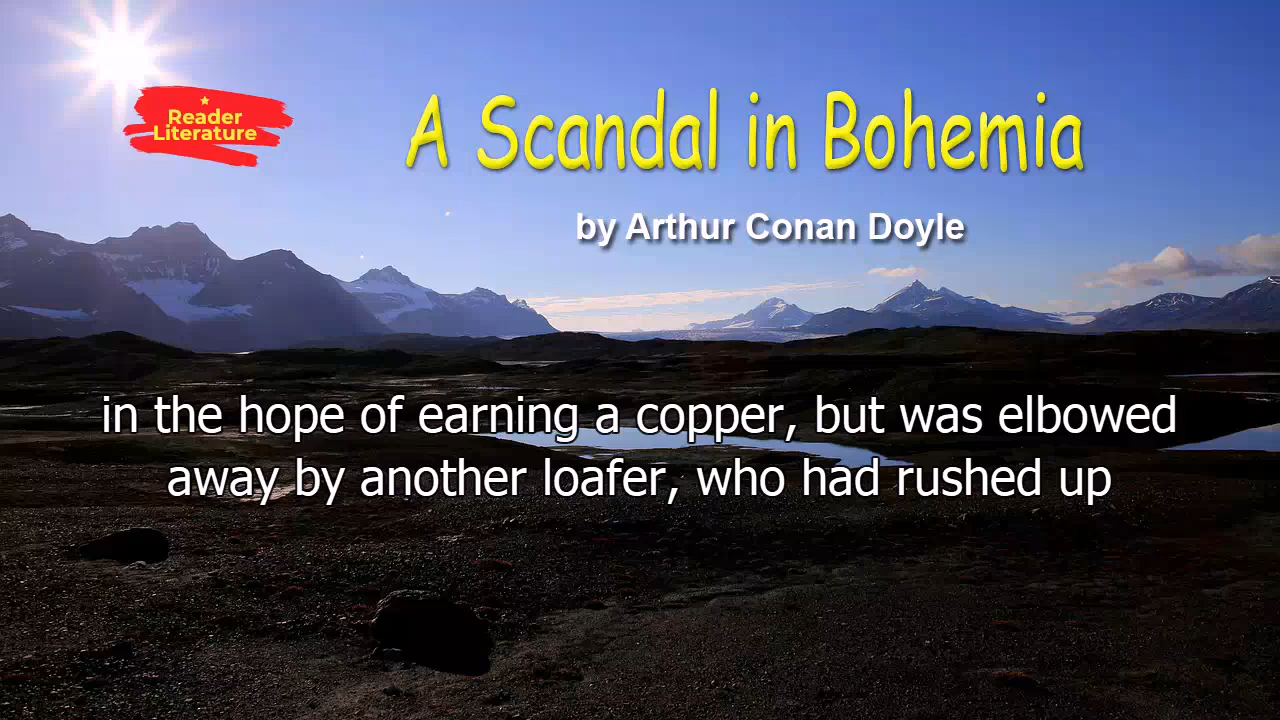 Reader
Literature
A Scandal in Bohemia
by Arthur Conan Doyle
in the hope of earning a copper, but was elbowed
away by another loafer, who had rushed up